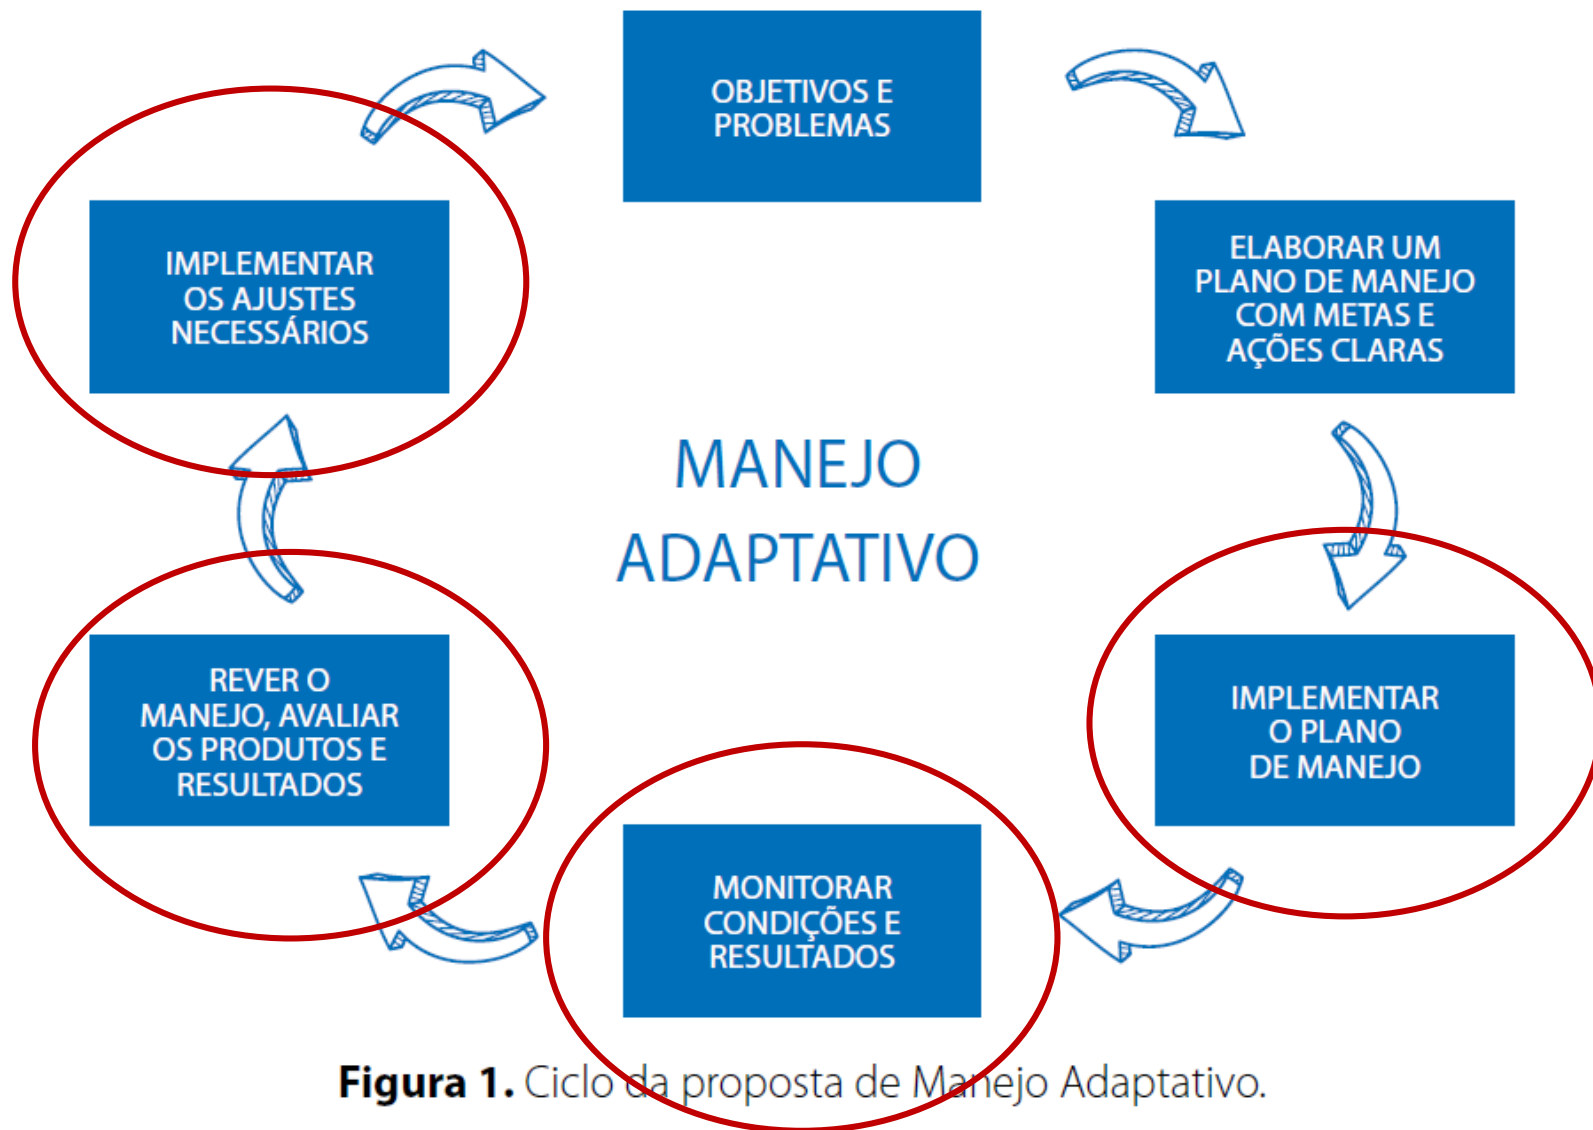 OBJETIVOS E
PROBLEMAS
ELABORAR UM
PLANO DE MANEJO
COM METAS E
AÇÕES CLARAS
IMPLEMENTAR
O PLANO
DE MANEJO
MONITORAR
CONDIÇÕES E
RESULTADOS
REVER O
MANEJO, AVALIAR
OS PRODUTOS E
RESULTADOS
IMPLEMENTAR
OS AJUSTES
NECESSÁRIOS
MANEJO
ADAPTATIVO
Figura 1. Ciclo da proposta de Manejo Adaptativo.